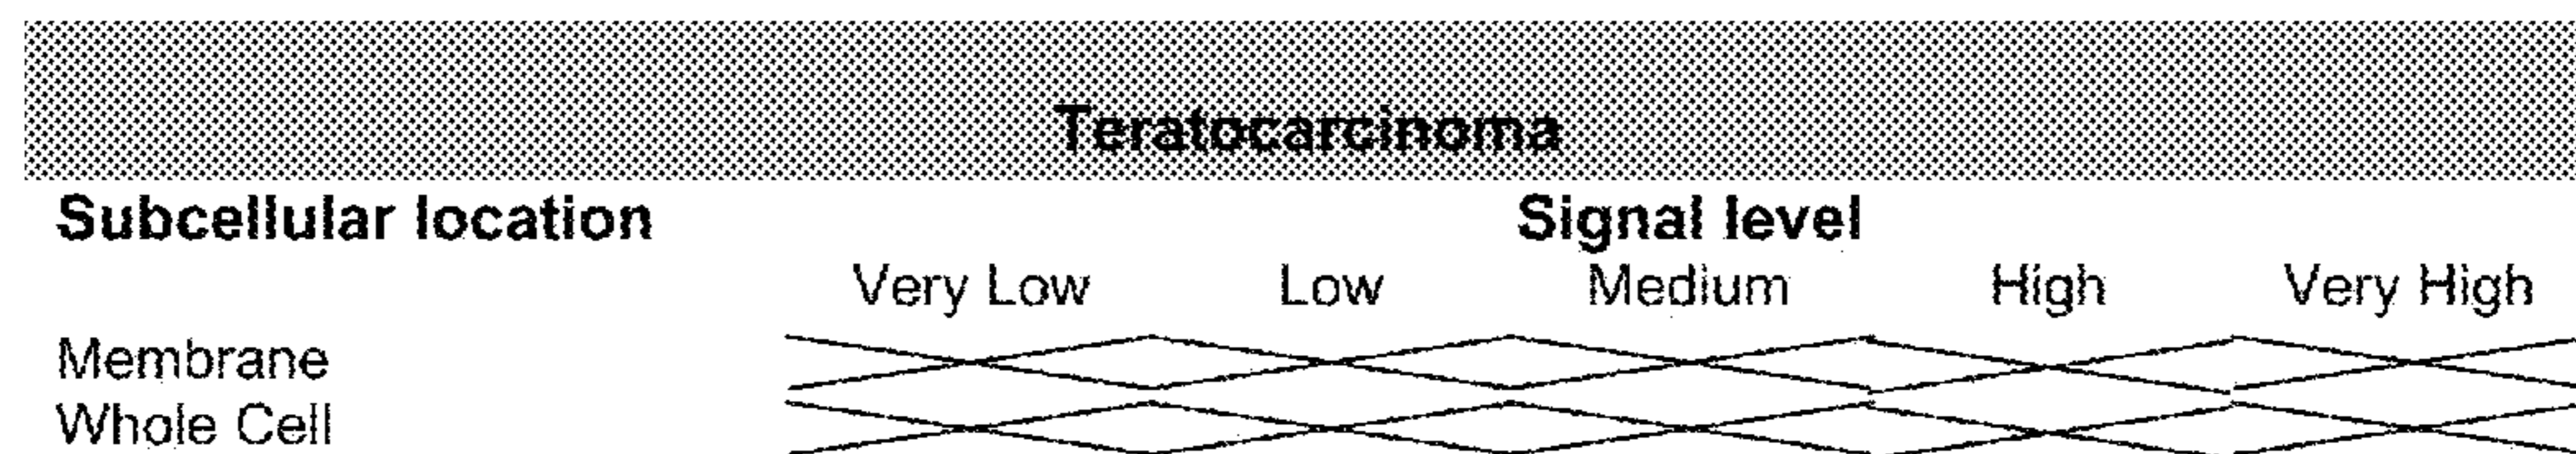 Teratocarcinoma
Subcellular location Signal level
Very Low Low Medium High Very High
Membrane
Whole Cell